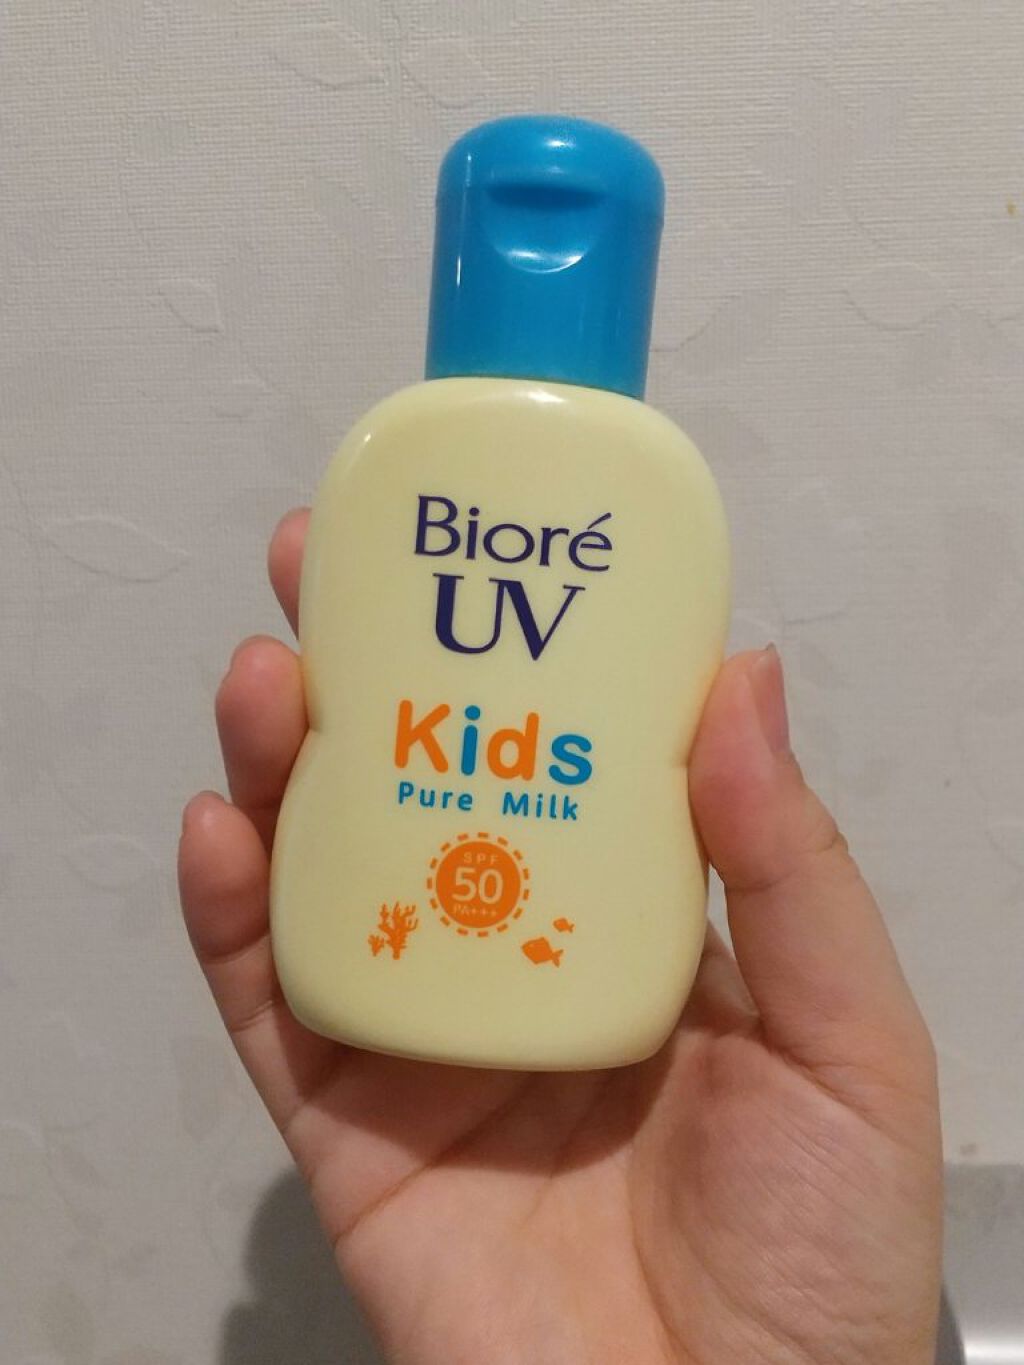 Bioré
UV
Kids
Pure Milk
SPF
50
PA+++